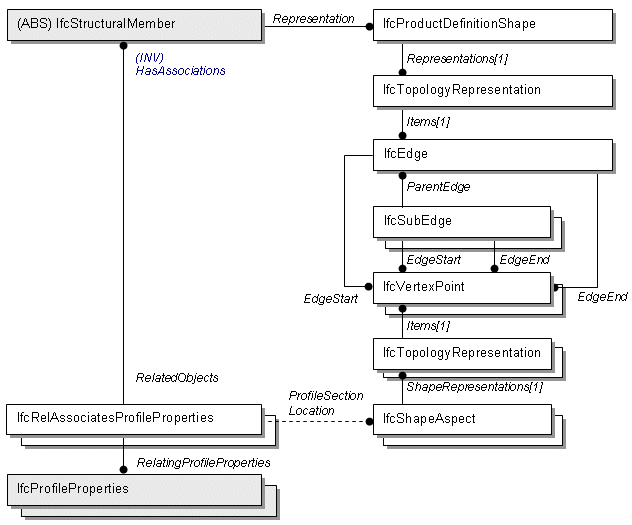 (ABS) IfcStructuralMember
Representation
IfcProductDefinitionShape
(INV)
HasAssociations
Representations[1]
IfcTopologyRepresentation
Items[1]
IfcEdge
ParentEdge
IfcSubEdge
EdgeStart
EdgeEnd
IfcVertexPoint
EdgeStart
EdgeEnd
Items[1]
IfcTopologyRepresentation
RelatedObjects
ProfileSection
Location
ShapeRepresentations[1]
IfcRelAssociatesProfileProperties
IfcShapeAspect
RelatingProfileProperties
IfcProfileProperties